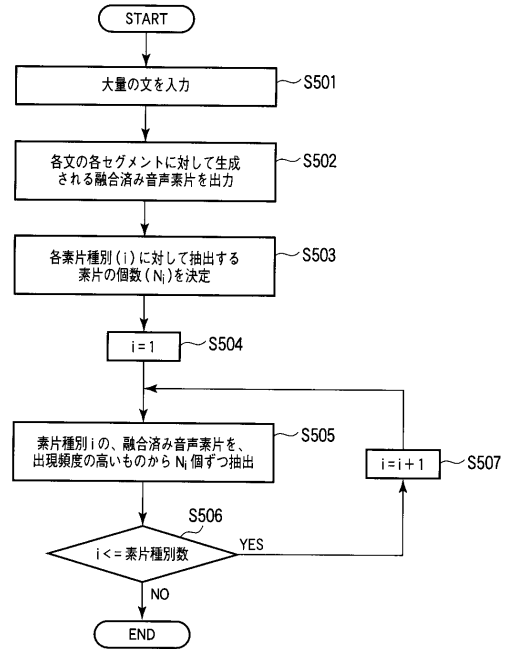 START
大量の文を入力
S501
各文の各セグメントに対して生成
される融合済み音声素片を出力
S502
各素片種別(i)に対して抽出する
素片の個数(Ni)を決定
S503
i=1
S504
素片種別iの、融合済み音声素片を、
出現頻度の高いものからNi個ずつ抽出
S505
i=i+1
S507
S506
i<=素片種別数
YES
NO
END